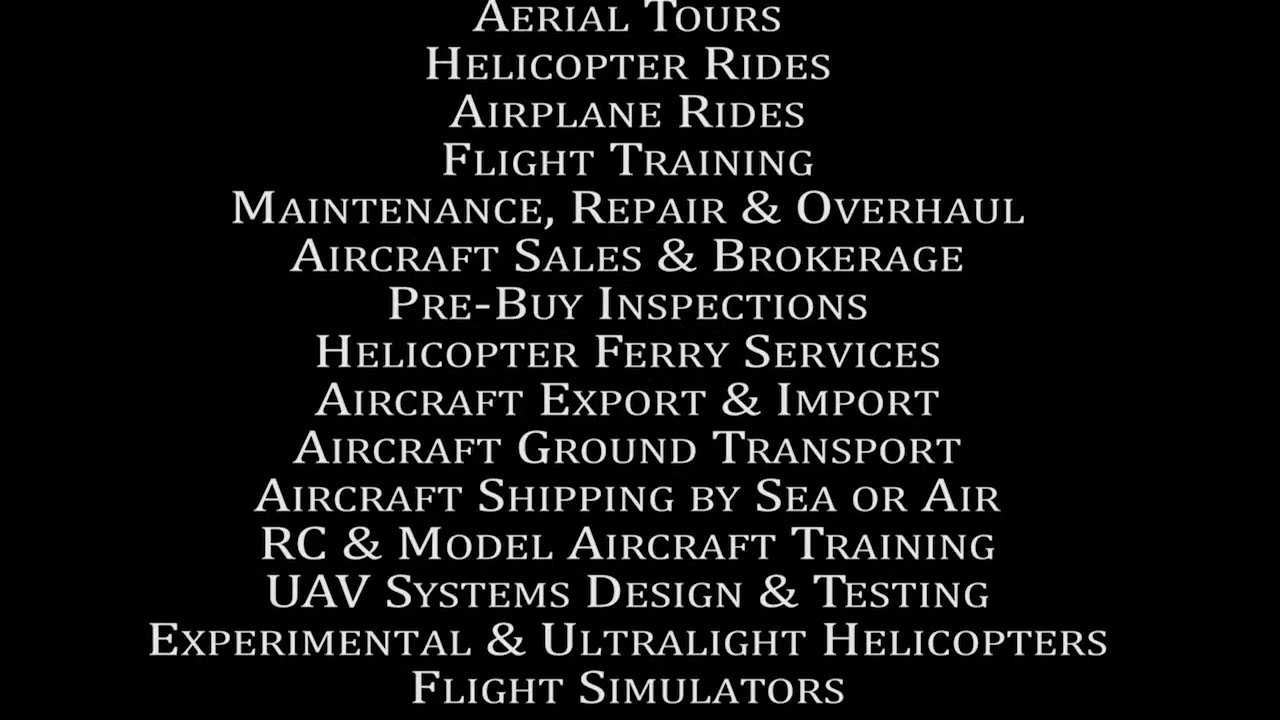 Aerial Tours
Helicopter Rides
Airplane Rides
Flight Training
Maintenance, Repair & Overhaul
Aircraft Sales & Brokerage
Pre-Buy Inspections
Helicopter Ferry Services
Aircraft Export & Import
Aircraft Ground Transport
Aircraft Shipping by Sea or Air
RC & Model Aircraft Training
UAV Systems Design & Testing
Experimental & Ultralight Helicopters
Flight Simulators